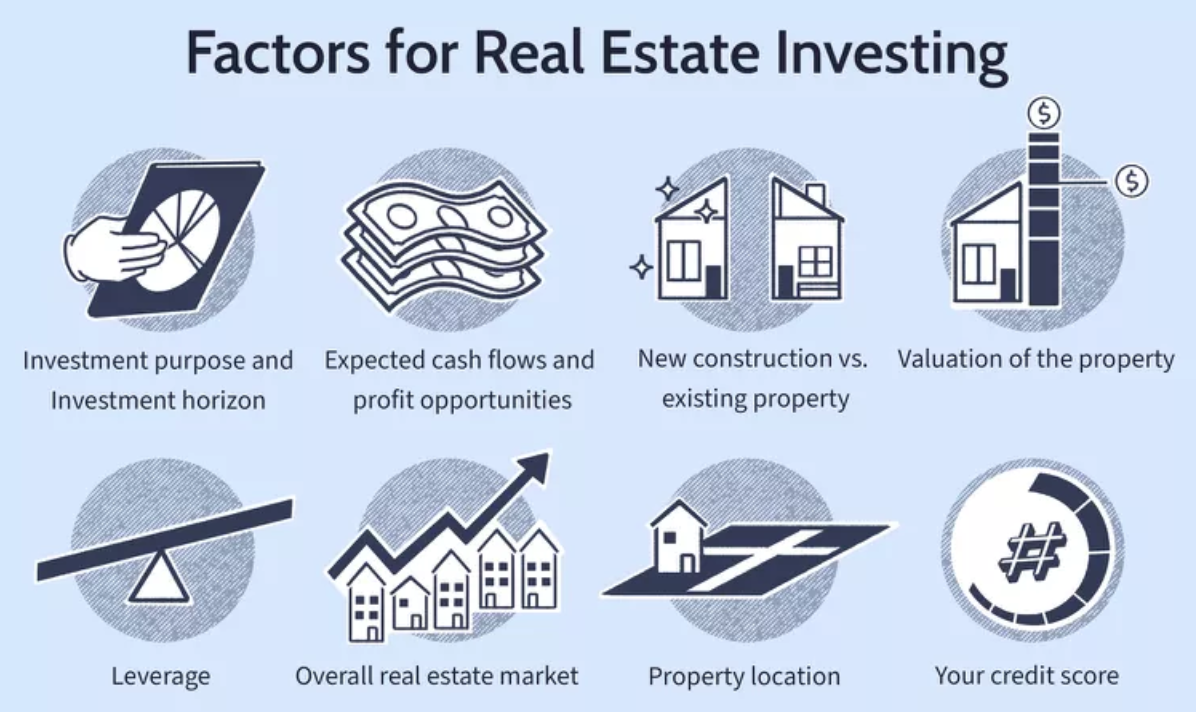 Factors for Real Estate Investing
$
$
Investment purpose and
Investment horizon
Expected cash flows and
profit opportunities
New construction vs.
existing property
Valuation of the property
#
Leverage
Overall real estate market
Property location
Your credit score